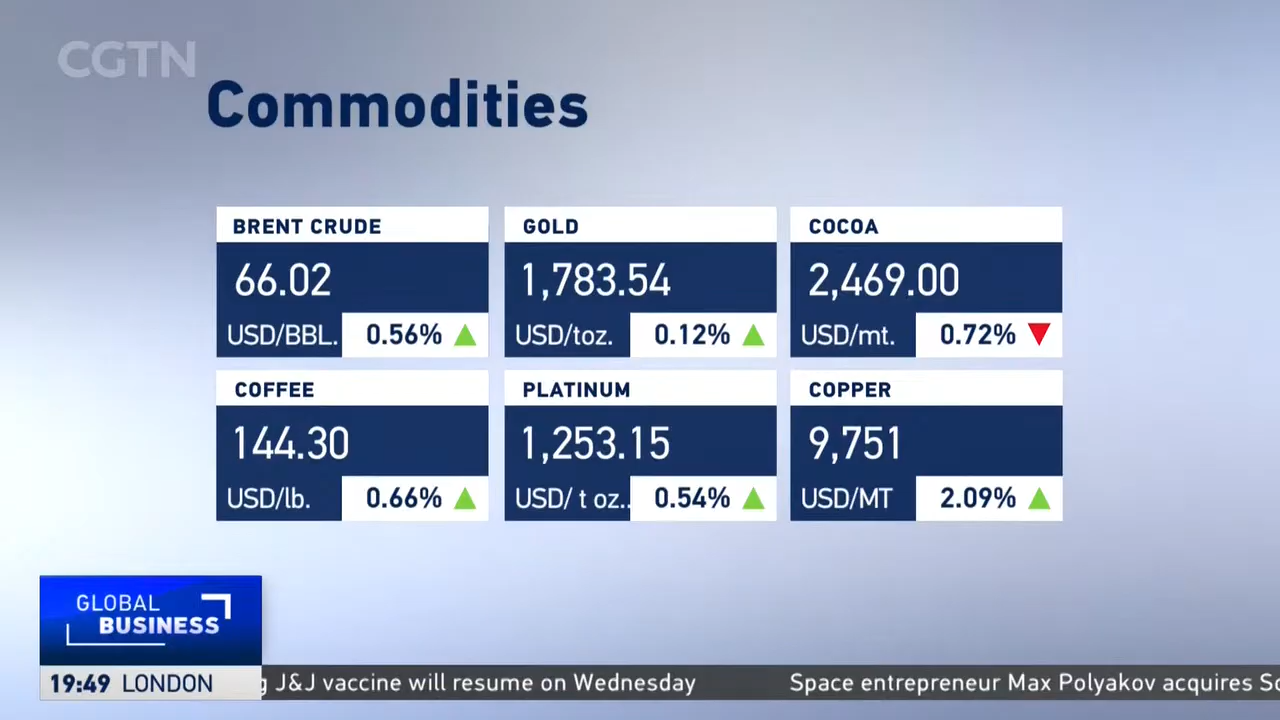 CGTN
Commodities
BRENT CRUDE
66.02
USD/BBL. 0.56%
GOLD
1,783.54
USD/toz. 0.12%
COCOA
2,469.00
USD/mt. 0.72%
COFFEE
144.30
USD/lb. 0.66%
PLATINUM
1,253.15
USD/ t oz.. 0.54%
COPPER
9,751
USD/MT 2.09%
GLOBAL
BUSINESS
19:49 LONDON
J&J vaccine will resume on Wednesday Space entrepreneur Max Polyakov acquires